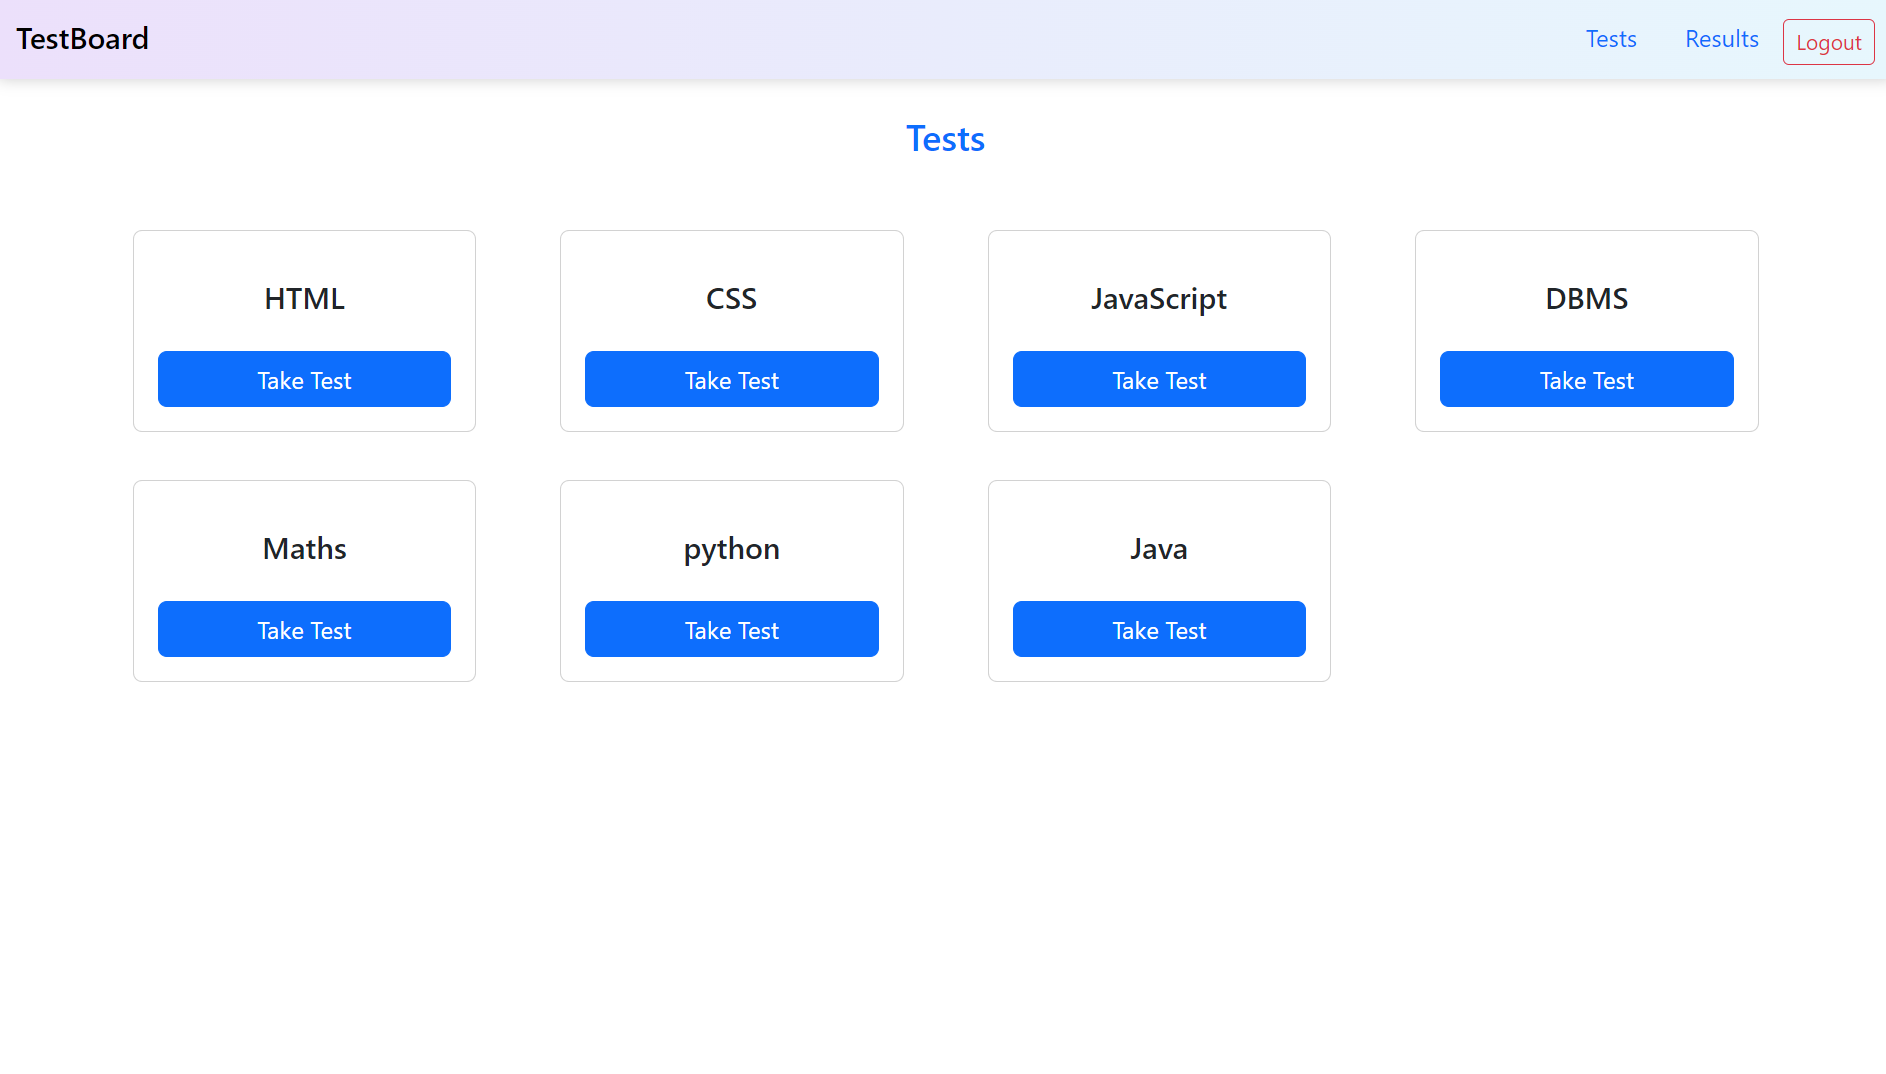 TestBoard
Tests
Results
Logout
Tests
HTML
CSS
JavaScript
DBMS
Take Test
Take Test
Take Test
Take Test
Maths
python
Java
Take Test
Take Test
Take Test